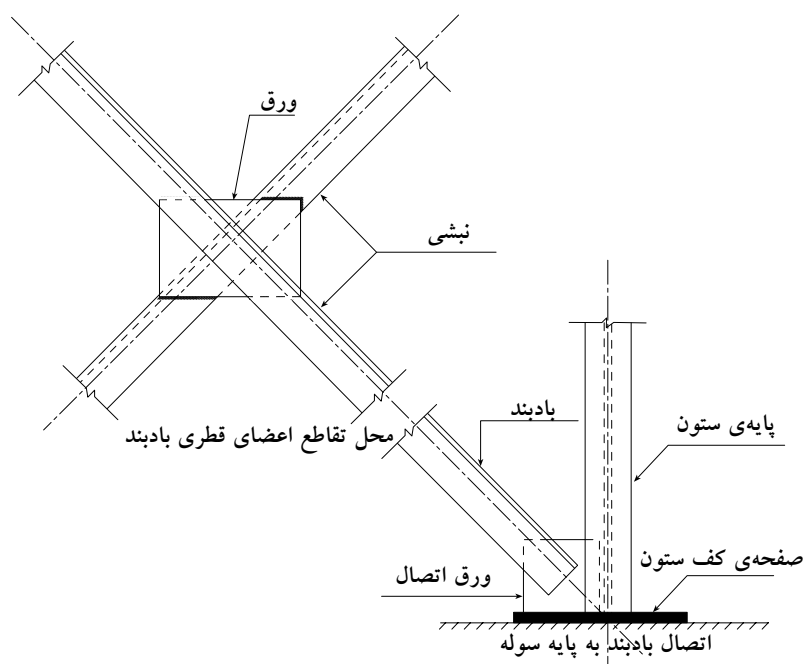 ورق
نبشی
محل تقاطع اعضای قطری بادبند
بادبند
پایه‌ی ستون
صفحه‌ی کف ستون
ورق اتصال
اتصال بادبند به پایه سوله